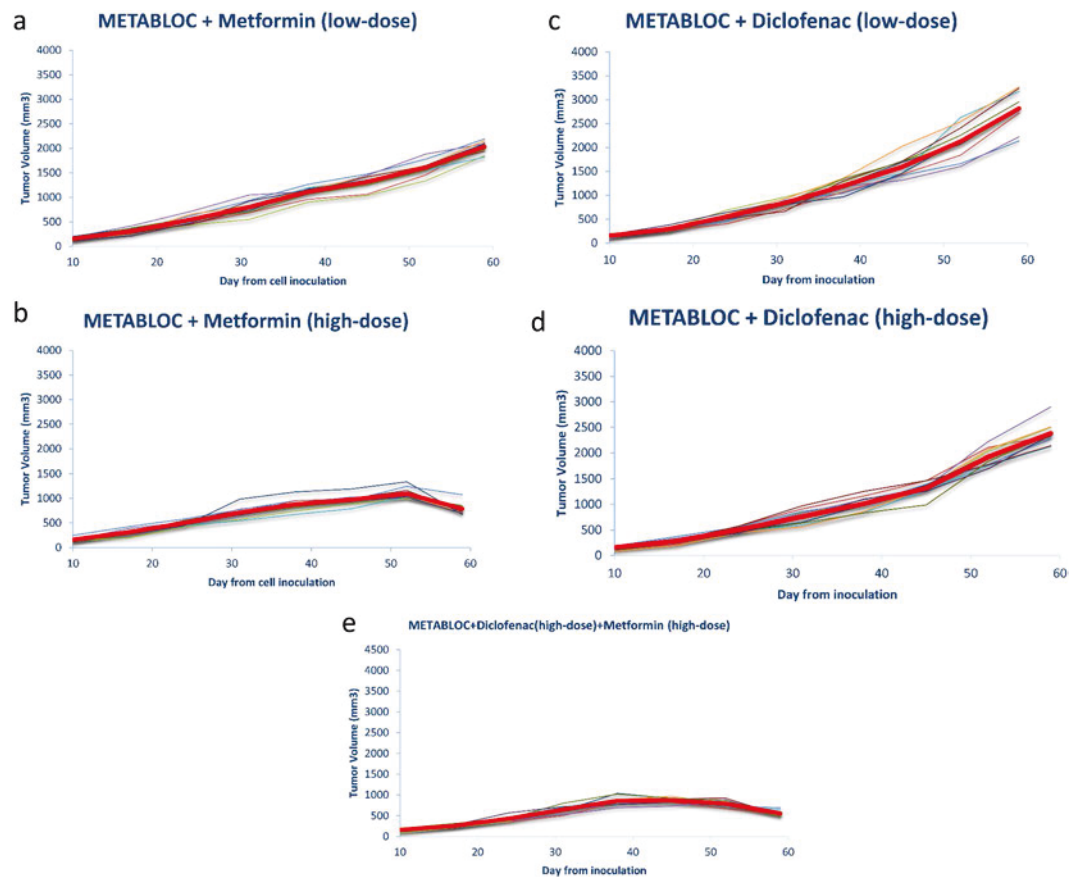 a
METABLOC + Metformin (low-dose)
Tumor Volume (mm3)
4000
3500
3000
2500
2000
1500
1000
500
0
10 20 30 40 50 60
Day from cell inoculation
c
METABLOC + Diclofenac (low-dose)
Tumor Volume (mm3)
4000
3500
3000
2500
2000
1500
1000
500
0
10 20 30 40 50 60
Day from inoculation
b
METABLOC + Metformin (high-dose)
Tumor Volume (mm3)
4000
3500
3000
2500
2000
1500
1000
500
0
10 20 30 40 50 60
Day from cell inoculation
d
METABLOC + Diclofenac (high-dose)
Tumor Volume (mm3)
4000
3500
3000
2500
2000
1500
1000
500
0
10 20 30 40 50 60
Day from inoculation
e
METABLOC+Diclofenac(high-dose)+Metformin (high-dose)
Tumor Volume (mm3)
4500
4000
3500
3000
2500
2000
1500
1000
500
0
10 20 30 40 50 60
Day from inoculation